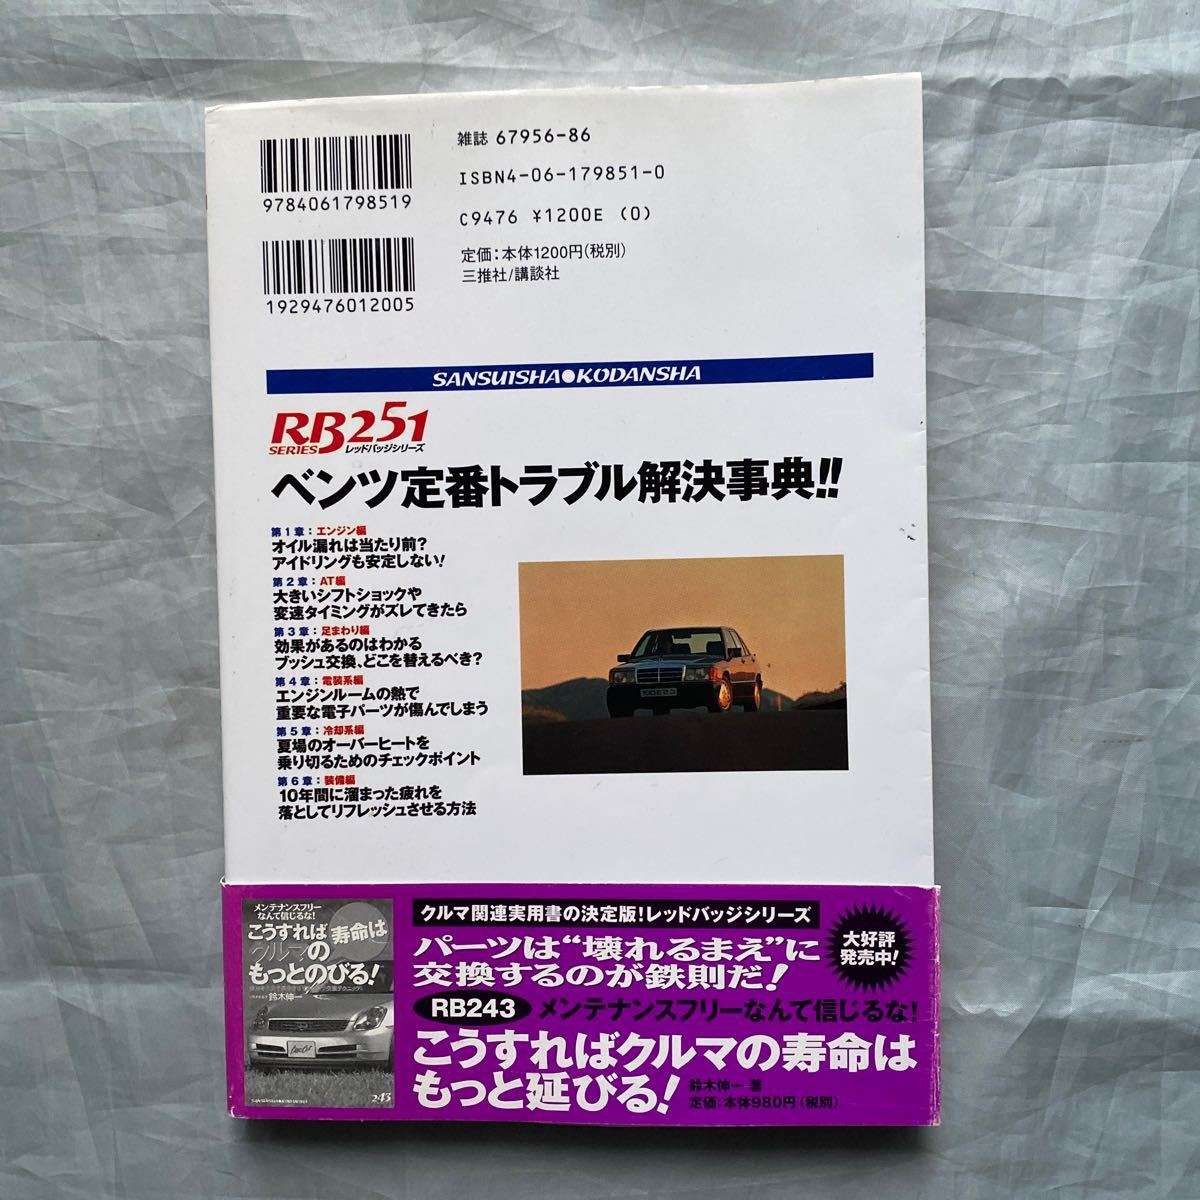 雑誌 67956-86
ISBN4-06-179851-0
C9476 ¥1200E (0)
定価：本体1200円(税別)
三推社/講談社
9784061798519
1929476012005
SANSUISHA●KODANSHA
RB251
SERIES レッドバッジシリーズ
ベンツ定番トラブル解決事典!!
第1章：エンジン編
オイル漏れは当たり前？
アイドリングも安定しない！
第2章：AT編
大きいシフトショックや
変速タイミングがズレてきたら
第3章：足まわり編
効果があるのはわかる
ブッシュ交換、どこを替えるべき？
第4章：電装系編
エンジンルームの熱で
重要な電子パーツが傷んでしまう
第5章：冷却系編
夏場のオーバーヒートを
乗り切るためのチェックポイント
第6章：装備編
10年間に溜まった疲れを
落としてリフレッシュさせる方法
メンテナンスフリー
なんて信じるな！
こうすれば
クルマの寿命は
もっとのびる！
鈴木伸一
243
クルマ関連実用書の決定版！レッドバッジシリーズ
パーツは“壊れるまえ”に
交換するのが鉄則だ！
大好評
発売中！
RB243 メンテナンスフリーなんて信じるな！
こうすればクルマの寿命は
もっと延びる！
鈴木伸一 著
定価：本体980円(税別)